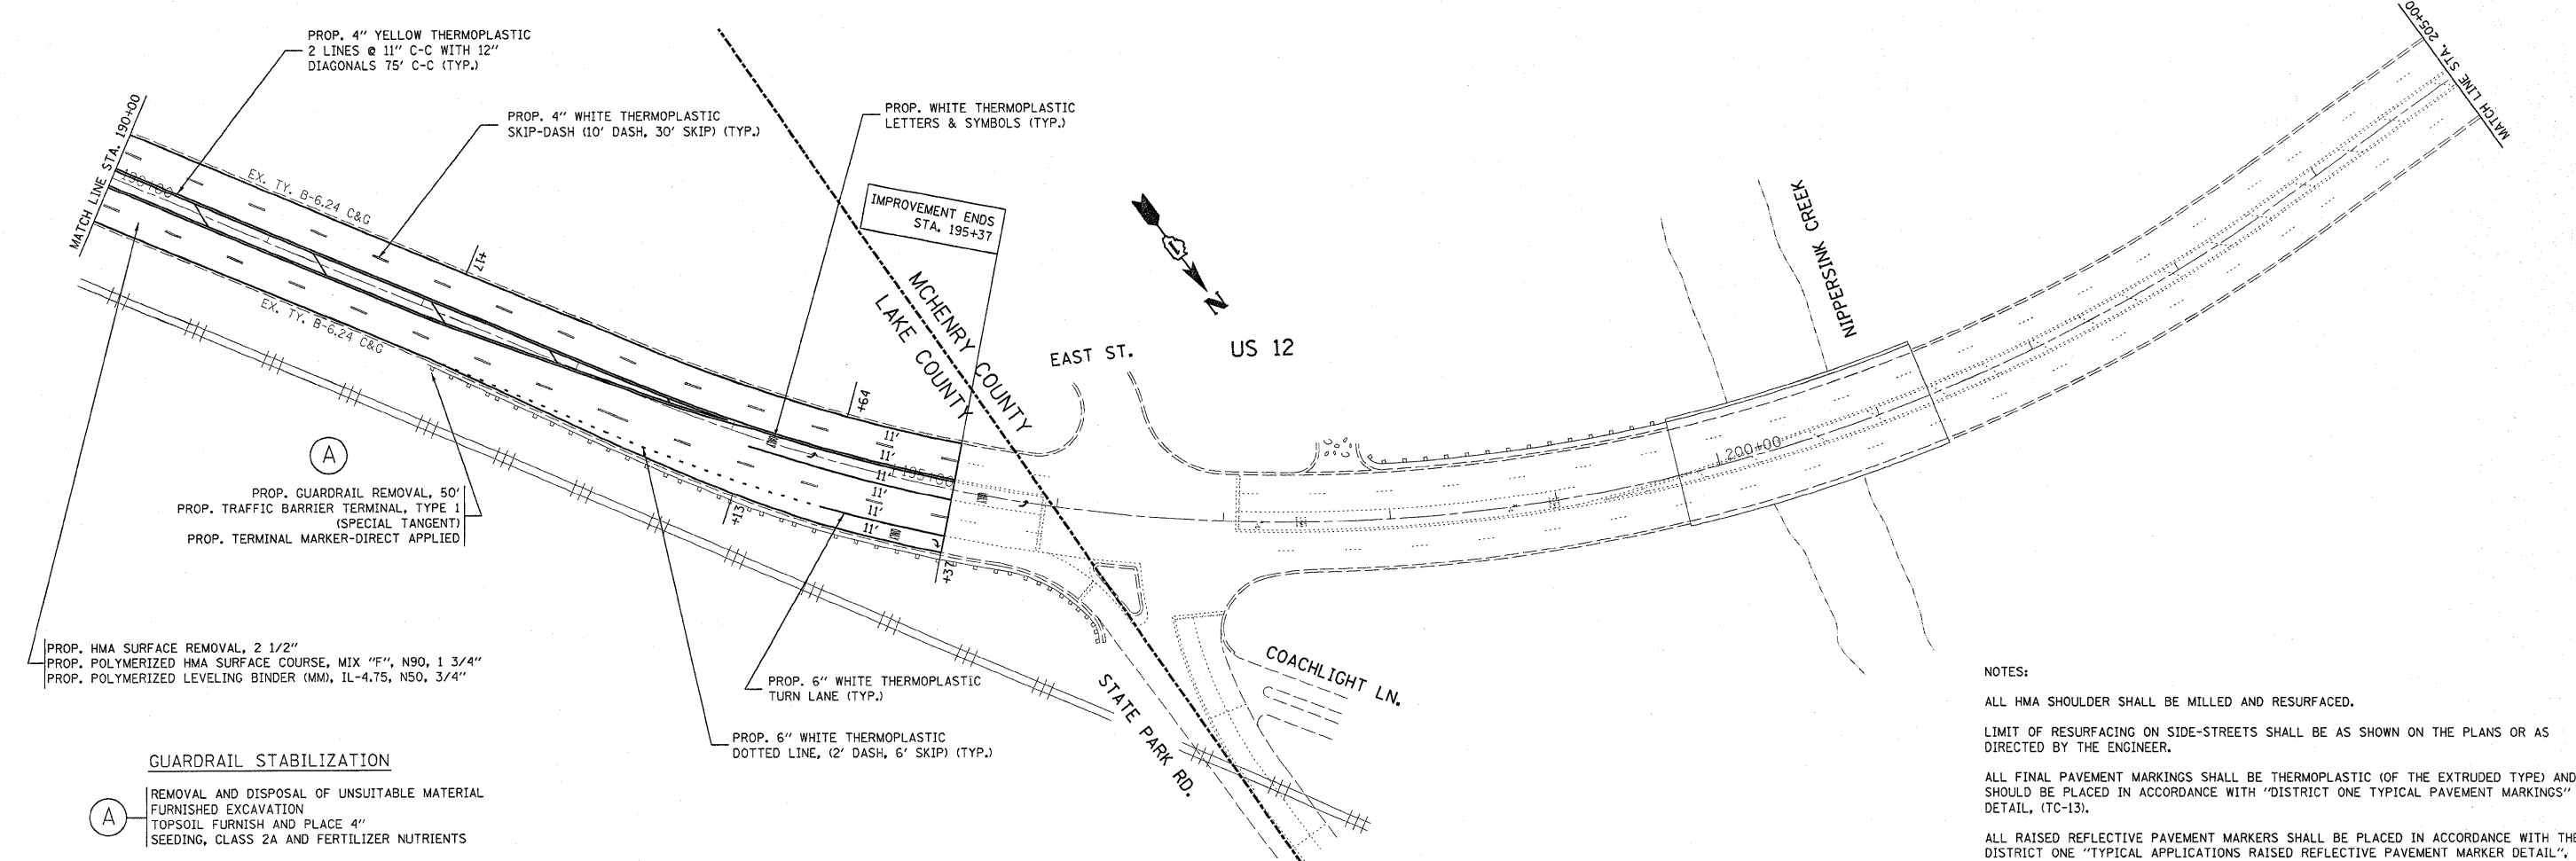 PROP. 4" YELLOW THERMOPLASTIC
2 LINES @ 11" C-C WITH 12"
DIAGONALS 75' C-C (TYP.)
PROP. 4" WHITE THERMOPLASTIC
SKIP-DASH (10' DASH, 30' SKIP) (TYP.)
PROP. WHITE THERMOPLASTIC
LETTERS & SYMBOLS (TYP.)
MATCH LINE STA. 190+00
190+00
EX. TY. B-6.24 C&G
EX. TY. B-6.24 C&G
+17
IMPROVEMENT ENDS
STA. 195+37
MCHENRY COUNTY
LAKE COUNTY
N
EAST ST.
US 12
NIPPERSINK CREEK
MATCH LINE STA. 205+00
+64
11'
11'
11'
11'
11'
11'
195+00
200+00
+13
+37
A
PROP. GUARDRAIL REMOVAL, 50'
PROP. TRAFFIC BARRIER TERMINAL, TYPE 1
(SPECIAL TANGENT)
PROP. TERMINAL MARKER-DIRECT APPLIED
PROP. HMA SURFACE REMOVAL, 2 1/2"
PROP. POLYMERIZED HMA SURFACE COURSE, MIX "F", N90, 1 3/4"
PROP. POLYMERIZED LEVELING BINDER (MM), IL-4.75, N50, 3/4"
PROP. 6" WHITE THERMOPLASTIC
TURN LANE (TYP.)
PROP. 6" WHITE THERMOPLASTIC
DOTTED LINE, (2' DASH, 6' SKIP) (TYP.)
STATE PARK RD.
COACHLIGHT LN.
GUARDRAIL STABILIZATION
A
REMOVAL AND DISPOSAL OF UNSUITABLE MATERIAL
FURNISHED EXCAVATION
TOPSOIL FURNISH AND PLACE 4"
SEEDING, CLASS 2A AND FERTILIZER NUTRIENTS
NOTES:
ALL HMA SHOULDER SHALL BE MILLED AND RESURFACED.
LIMIT OF RESURFACING ON SIDE-STREETS SHALL BE AS SHOWN ON THE PLANS OR AS
DIRECTED BY THE ENGINEER.
ALL FINAL PAVEMENT MARKINGS SHALL BE THERMOPLASTIC (OF THE EXTRUDED TYPE) AND
SHOULD BE PLACED IN ACCORDANCE WITH "DISTRICT ONE TYPICAL PAVEMENT MARKINGS"
DETAIL, (TC-13).
ALL RAISED REFLECTIVE PAVEMENT MARKERS SHALL BE PLACED IN ACCORDANCE WITH THE
DISTRICT ONE "TYPICAL APPLICATIONS RAISED REFLECTIVE PAVEMENT MARKER DETAIL",